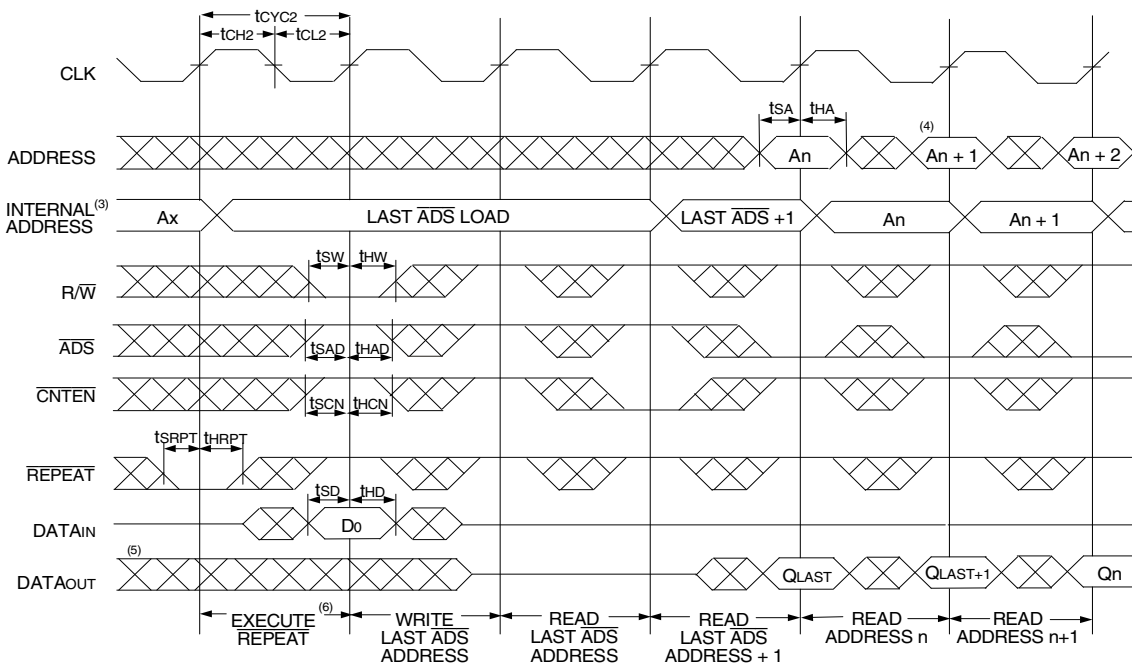 tCYC2
tCH2 tCL2
CLK
tSA tHA
(4)
ADDRESS An An + 1 An + 2
INTERNAL(3)
ADDRESS
Ax LAST ADS LOAD LAST ADS +1 An An + 1
tSW tHW
R/W
ADS
tSAD tHAD
CNTEN
tSCN tHCN
tSRPT tHRPT
REPEAT
tSD tHD
DATAIN D0
(5)
DATAOUT QLAST QLAST+1 Qn
EXECUTE(6)
REPEAT
WRITE
LAST ADS
ADDRESS
READ
LAST ADS
ADDRESS
READ
LAST ADS
ADDRESS + 1
READ
ADDRESS n
READ
ADDRESS n+1